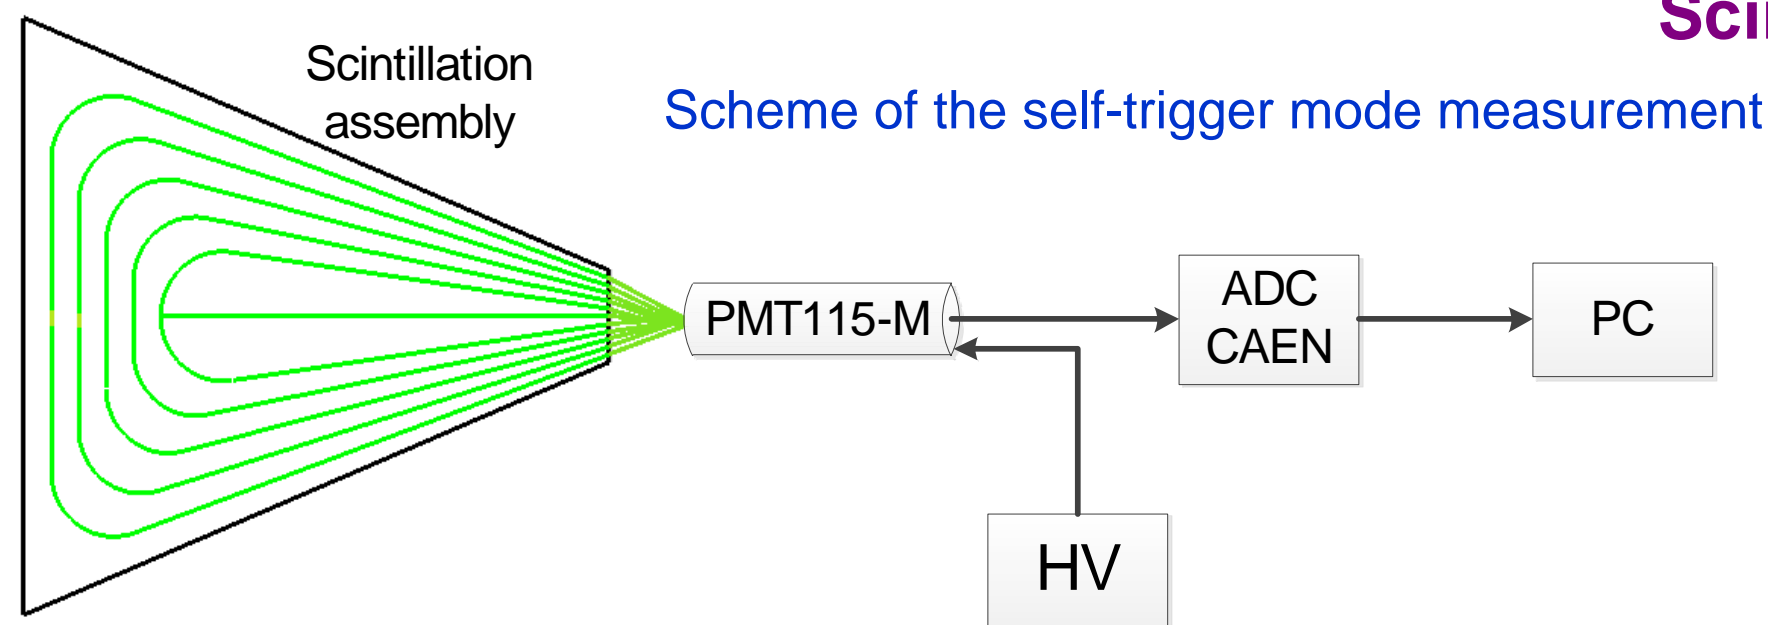 Scintillation
assembly
Scheme of the self-trigger mode measurement
PMT115-M
ADC
CAEN
PC
HV